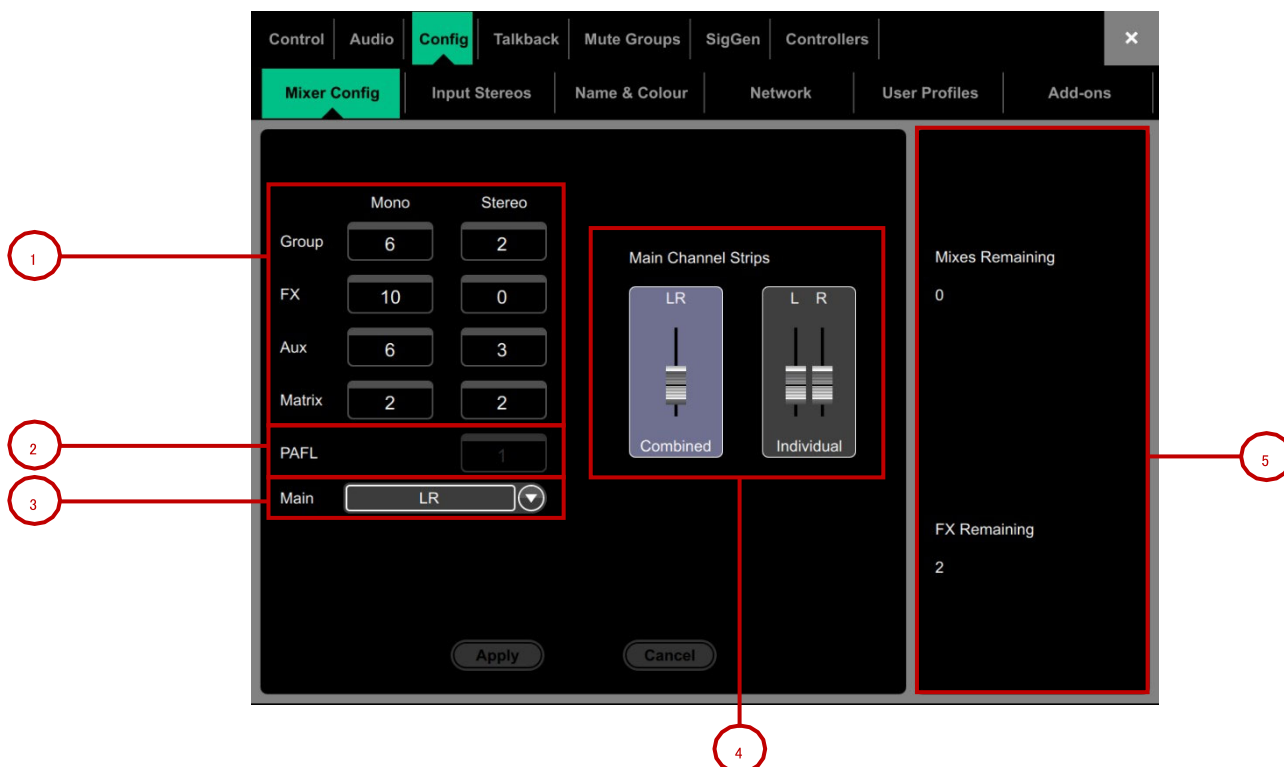 Control Audio Config Talkback Mute Groups SigGen Controllers ×
Mixer Config Input Stereos Name & Colour Network User Profiles Add-ons
Mono Stereo
Group 6 2
FX 10 0
Aux 6 3
Matrix 2 2
PAFL 1
Main LR
Main Channel Strips
LR L R
Combined Individual
Mixes Remaining
0
FX Remaining
2
Apply Cancel
1
2
3
4
5